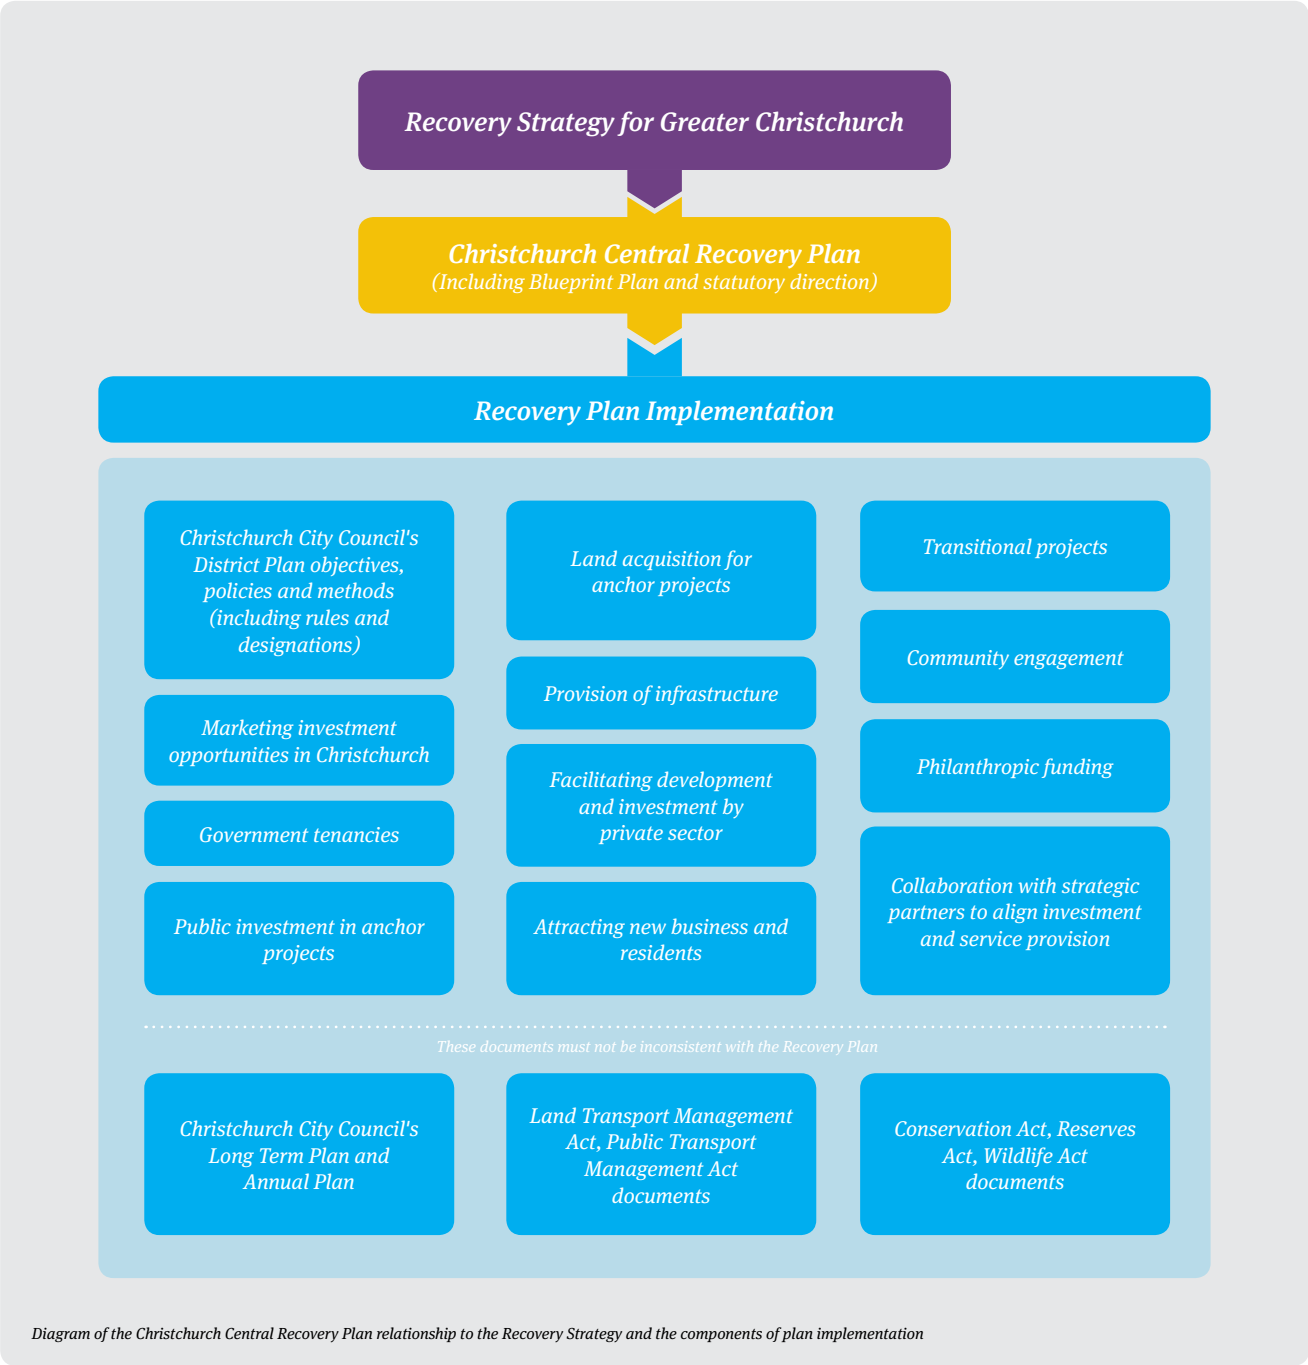 Recovery Strategy for Greater Christchurch
Christchurch Central Recovery Plan
(Including Blueprint Plan and statutory direction)
Recovery Plan Implementation
Christchurch City Council's
District Plan objectives,
policies and methods
(including rules and
designations)
Marketing investment
opportunities in Christchurch
Government tenancies
Public investment in anchor
projects
Land acquisition for
anchor projects
Provision of infrastructure
Facilitating development
and investment by
private sector
Attracting new business and
residents
Transitional projects
Community engagement
Philanthropic funding
Collaboration with strategic
partners to align investment
and service provision
These documents must not be inconsistent with the Recovery Plan
Christchurch City Council's
Long Term Plan and
Annual Plan
Land Transport Management
Act, Public Transport
Management Act
documents
Conservation Act, Reserves
Act, Wildlife Act
documents
Diagram of the Christchurch Central Recovery Plan relationship to the Recovery Strategy and the components of plan implementation